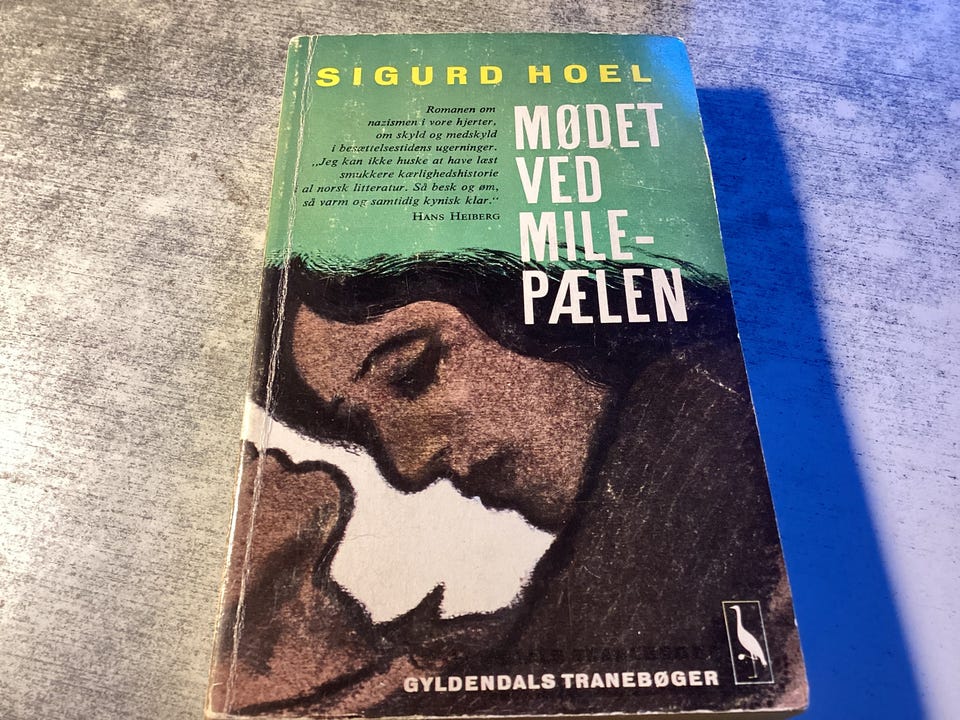 SIGURD HOEL
Romanen om
nazismen i vore hjerter,
om skyld og medskyld
i besættelsestidens ugerninger.
„Jeg kan ikke huske at have læst
smukkere kærlighedshistorie
i al norsk litteratur. Så besk og øm,
så varm og samtidig kynisk klar.“
HANS HEIBERG
MØDET
VED
MILE-
PÆLEN
GYLDENDALS TRANEBØGER